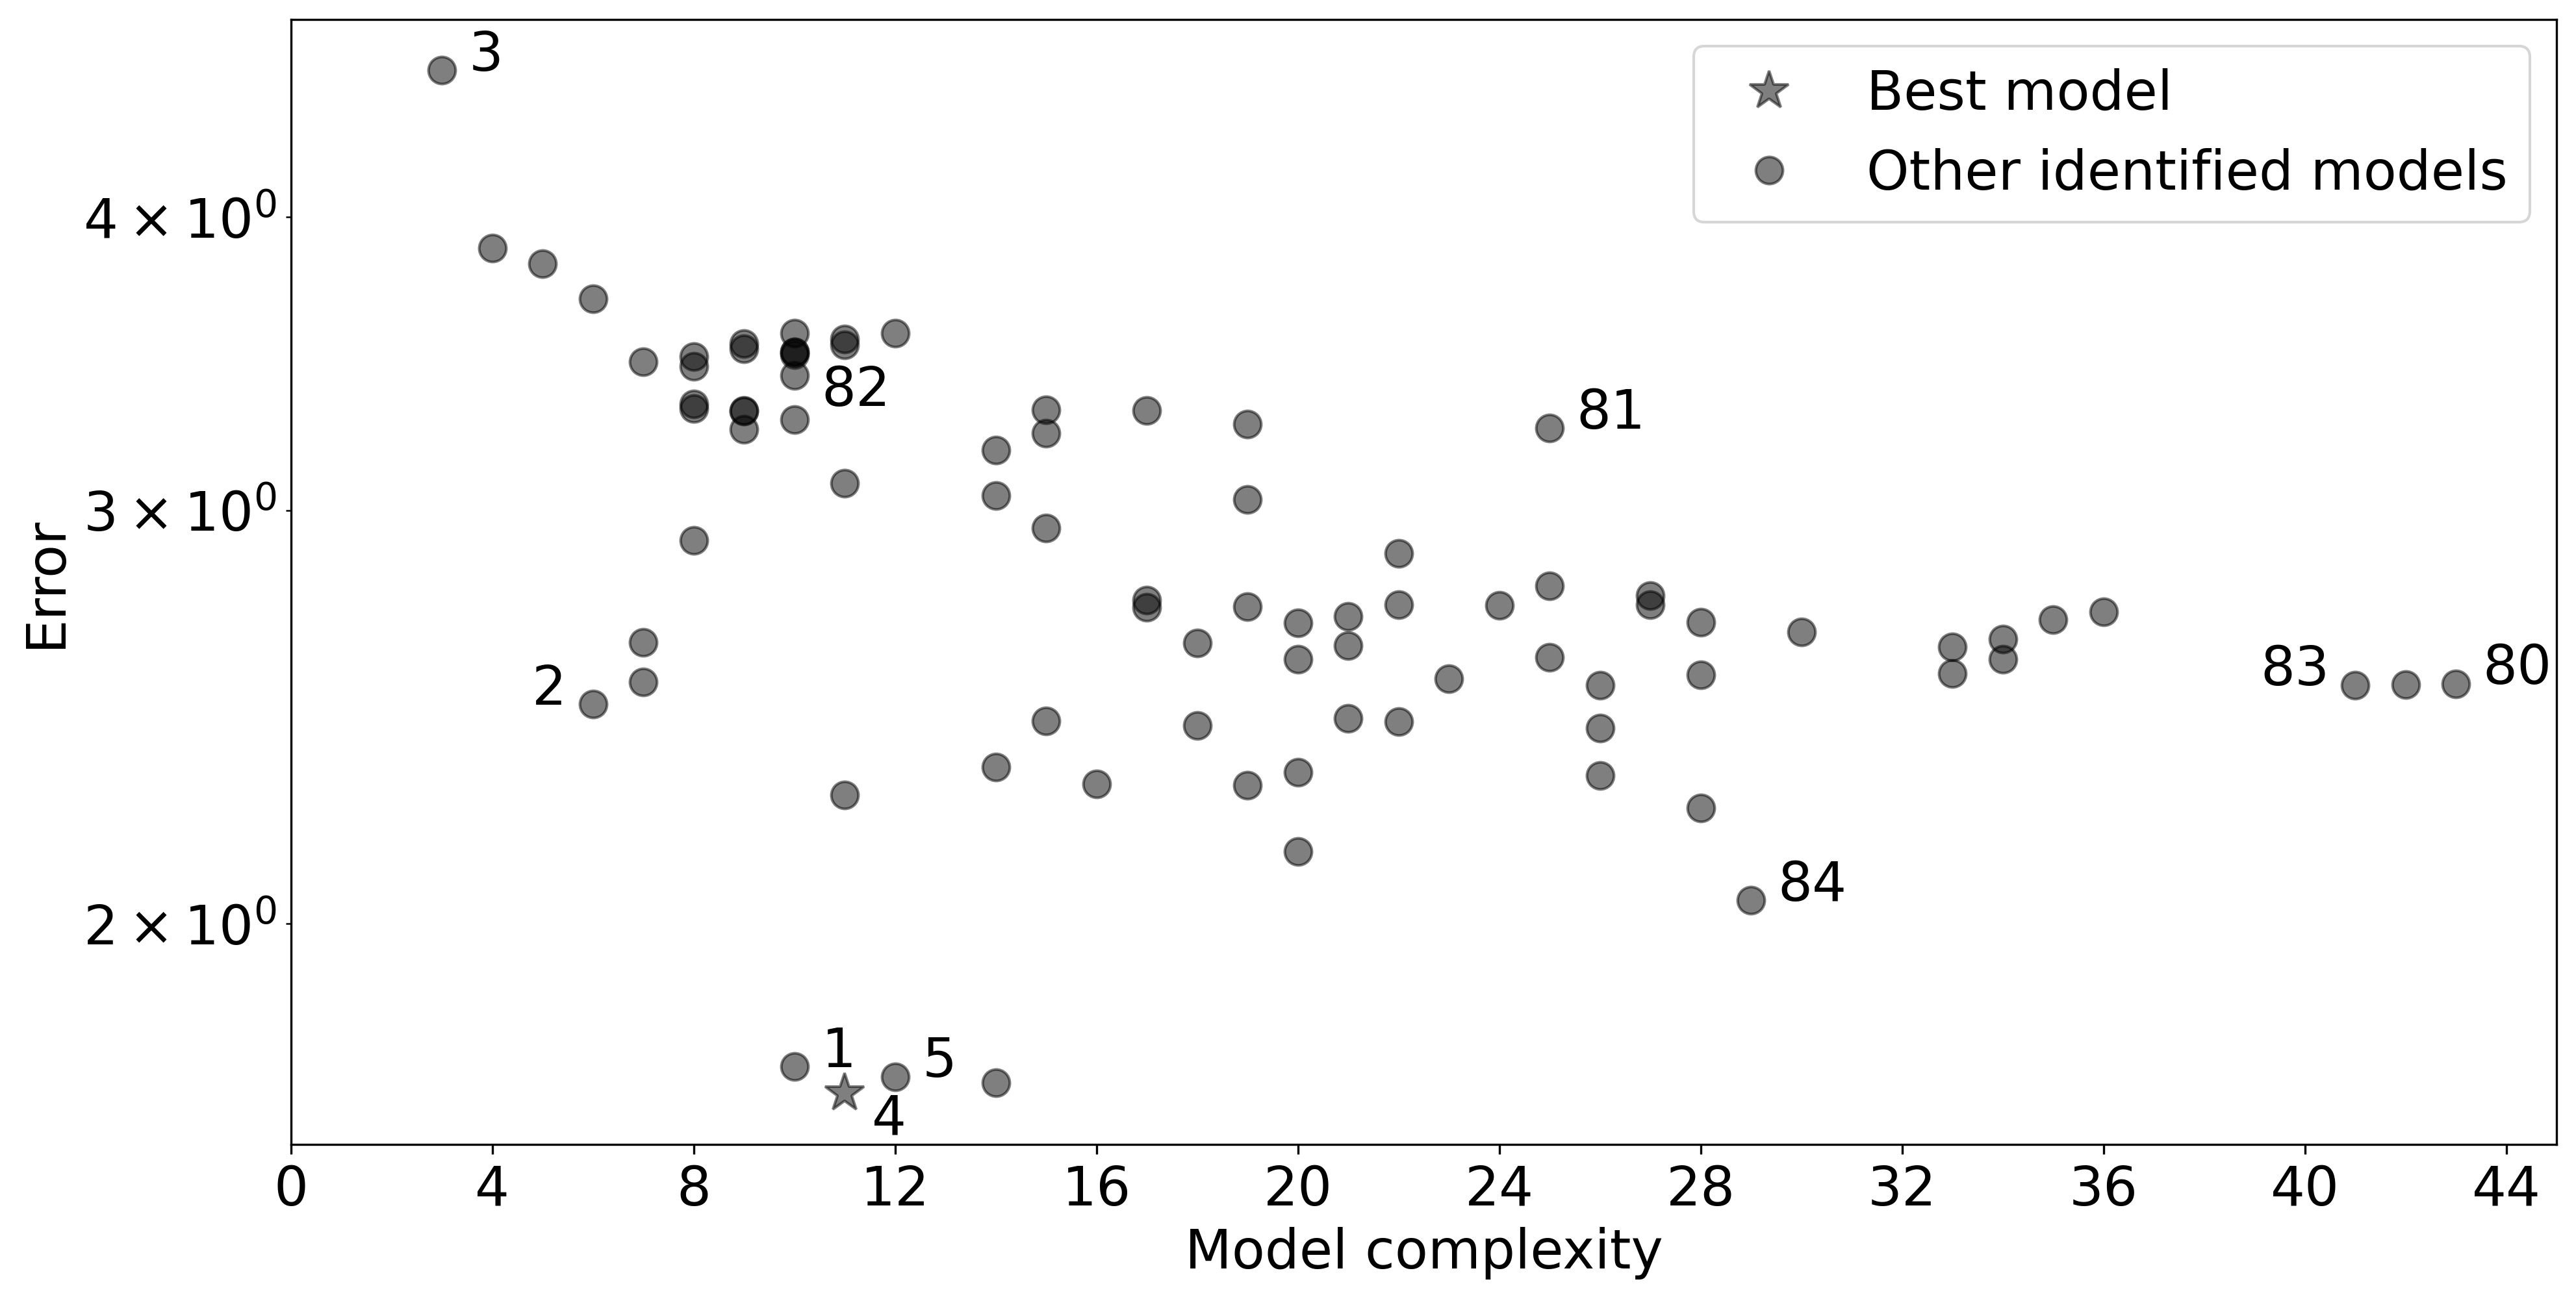 3
Best model
Other identified models
4 × 10⁰
82
81
3 × 10⁰
Error
2
83
80
84
2 × 10⁰
1
5
4
0 4 8 12 16 20 24 28 32 36 40 44
Model complexity